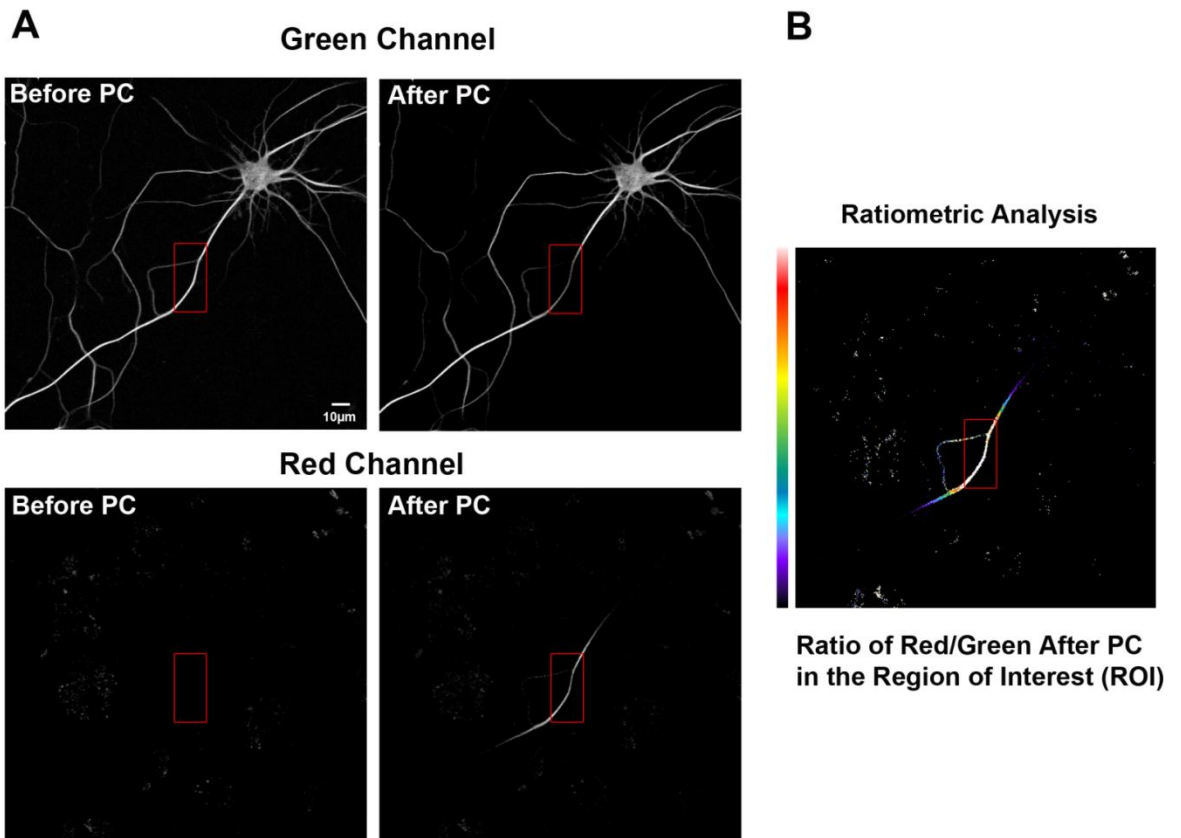 A
Green Channel
Before PC
After PC
10µm
Red Channel
Before PC
After PC
B
Ratiometric Analysis
Ratio of Red/Green After PC
in the Region of Interest (ROI)